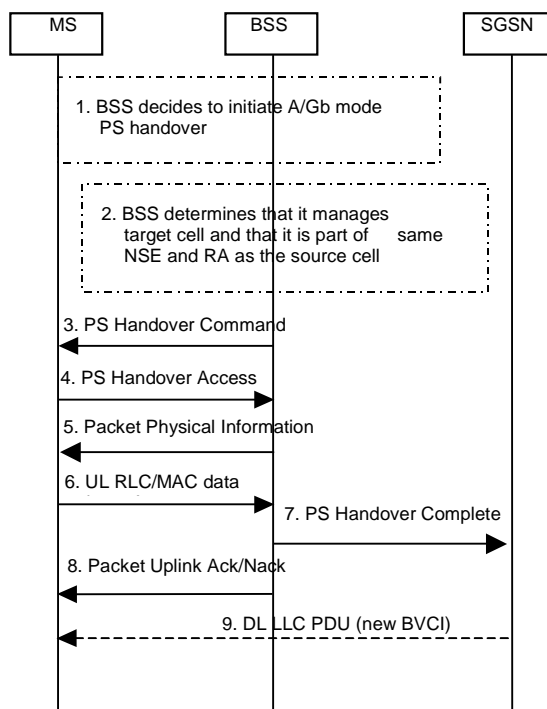 MS BSS SGSN
1. BSS decides to initiate A/Gb mode
PS handover
2. BSS determines that it manages
target cell and that it is part of same
NSE and RA as the source cell
3. PS Handover Command
4. PS Handover Access
5. Packet Physical Information
6. UL RLC/MAC data
7. PS Handover Complete
8. Packet Uplink Ack/Nack
9. DL LLC PDU (new BVCI)